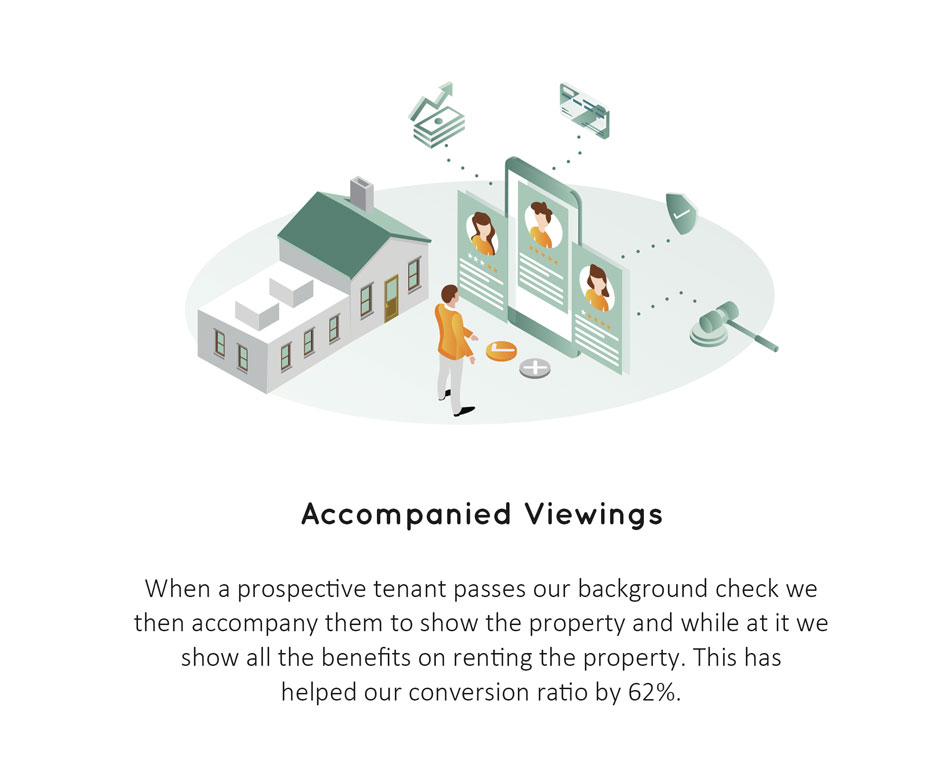 Accompanied Viewings
When a prospective tenant passes our background check we
then accompany them to show the property and while at it we
show all the benefits on renting the property. This has
helped our conversion ratio by 62%.